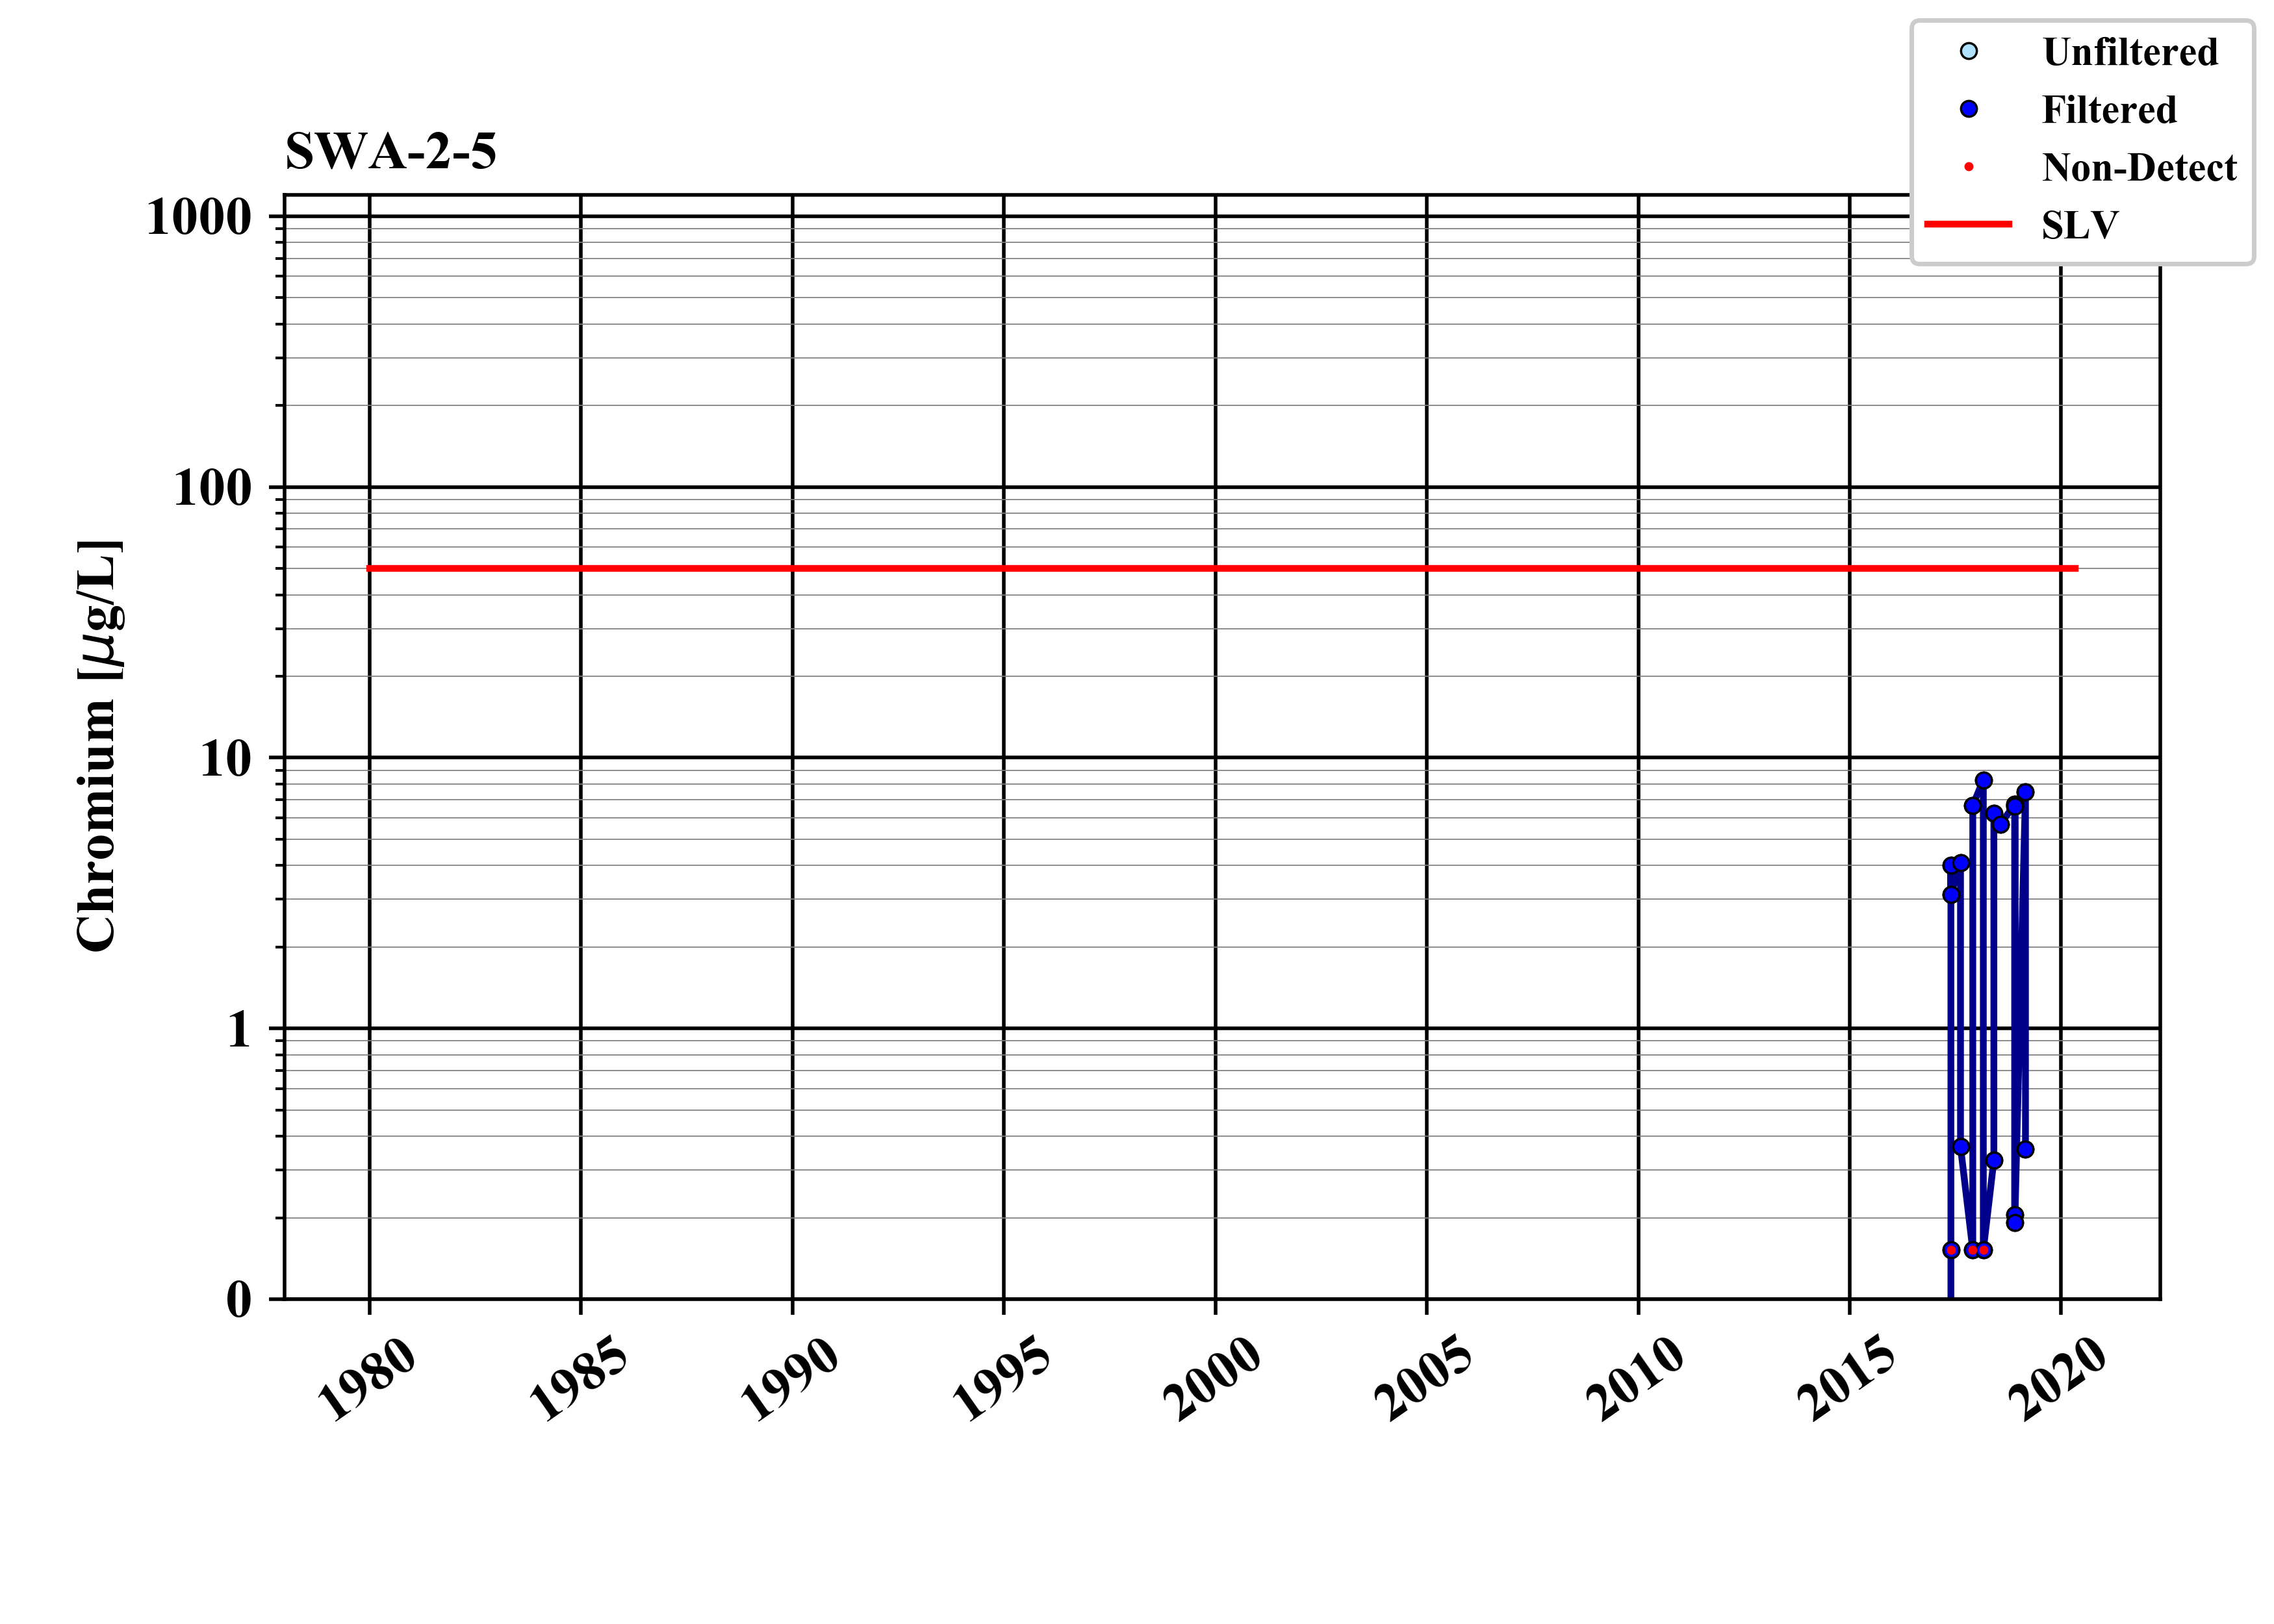 Unfiltered
Filtered
Non-Detect
SLV
SWA-2-5
1000
100
10
1
0
Chromium [μg/L]
1980
1985
1990
1995
2000
2005
2010
2015
2020